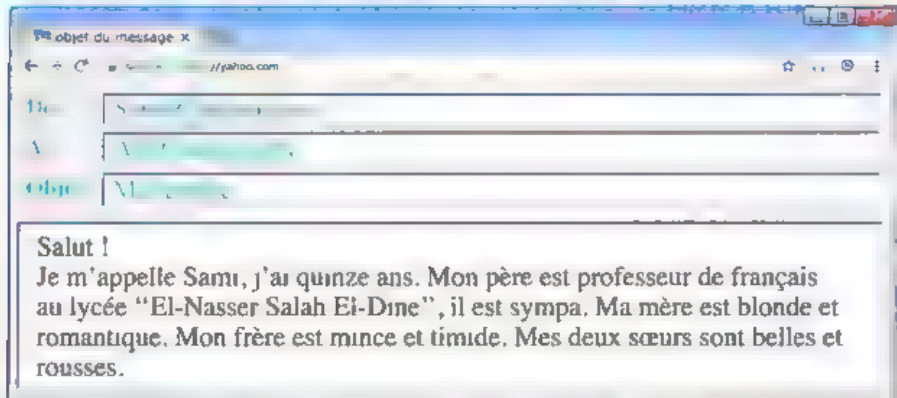 objet du message x
//yahoo.com
Salut !
Je m'appelle Sami, j'ai quinze ans. Mon père est professeur de français
au lycée “El-Nasser Salah El-Dine”, il est sympa. Ma mère est blonde et
romantique. Mon frère est mince et timide. Mes deux sœurs sont belles et
rousses.